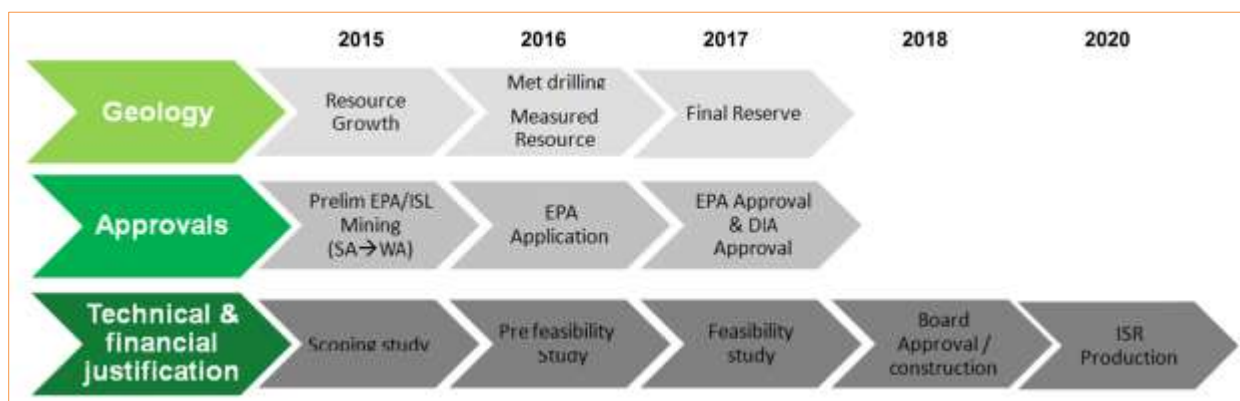 2015 2016 2017 2018 2020
Geology
Resource
Growth
Met drilling
Measured
Resource
Final Reserve
Approvals
Prelim EPA/ISL
Mining
(SA→WA)
EPA
Application
EPA Approval
& DIA
Approval
Technical &
financial
justification
Scoping study
Pre feasibility
Study
Feasibility
study
Board
Approval /
construction
ISR
Production